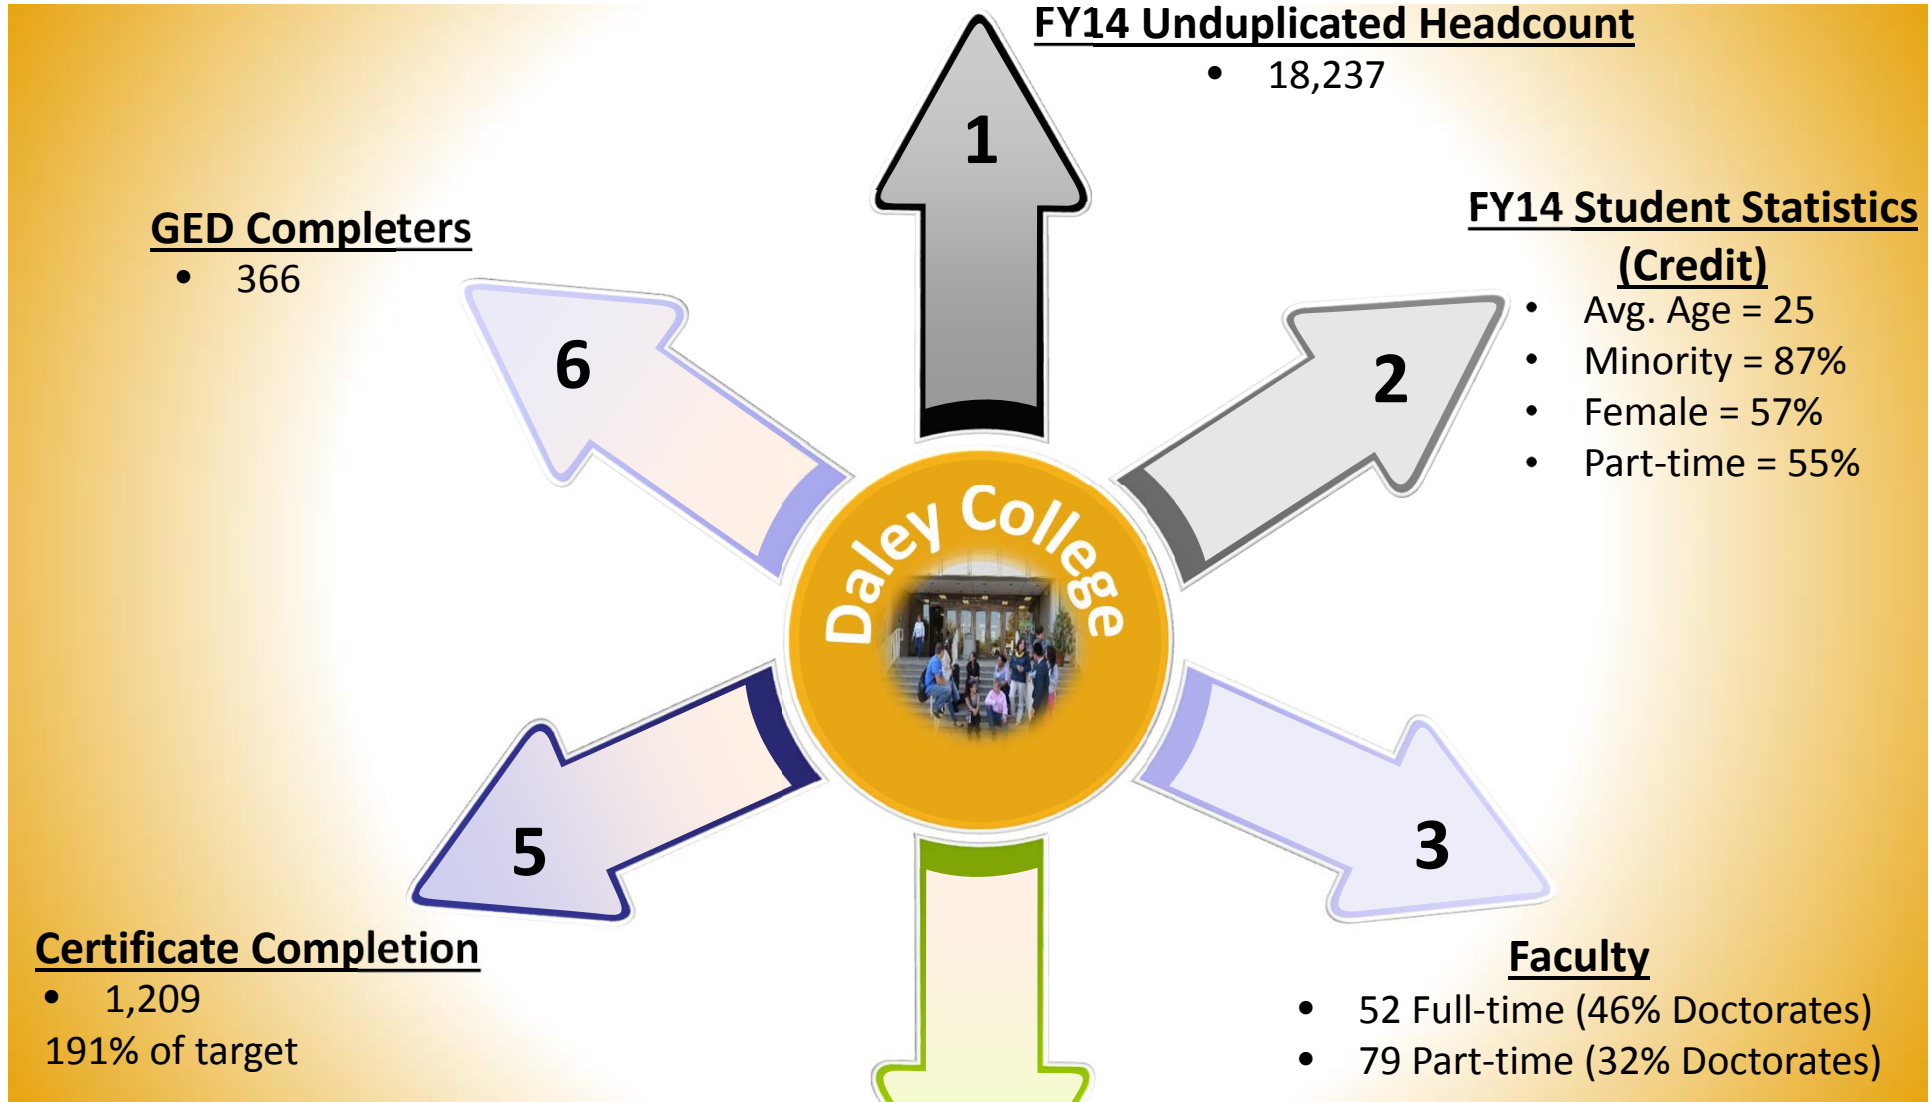 FY14 Unduplicated Headcount
• 18,237
1
FY14 Student Statistics
(Credit)
• Avg. Age = 25
• Minority = 87%
• Female = 57%
• Part-time = 55%
2
GED Completers
• 366
6
Daley College
3
Faculty
• 52 Full-time (46% Doctorates)
• 79 Part-time (32% Doctorates)
5
Certificate Completion
• 1,209
191% of target